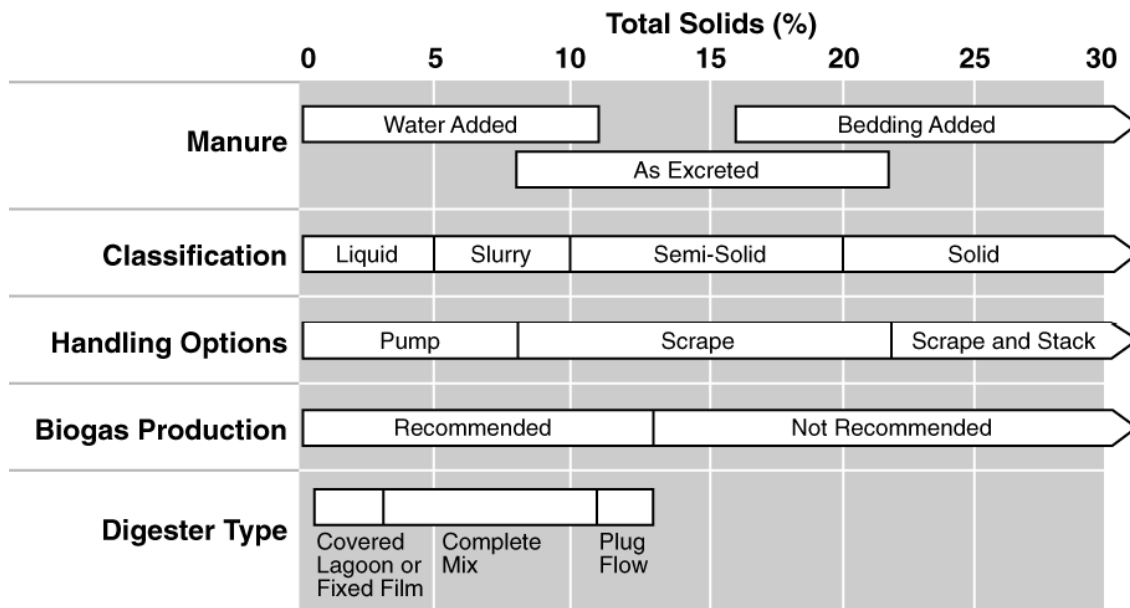 Total Solids (%)
0 5 10 15 20 25 30
Manure
Water Added
Bedding Added
As Excreted
Classification
Liquid
Slurry
Semi-Solid
Solid
Handling Options
Pump
Scrape
Scrape and Stack
Biogas Production
Recommended
Not Recommended
Digester Type
Covered
Lagoon or
Fixed Film
Complete
Mix
Plug
Flow